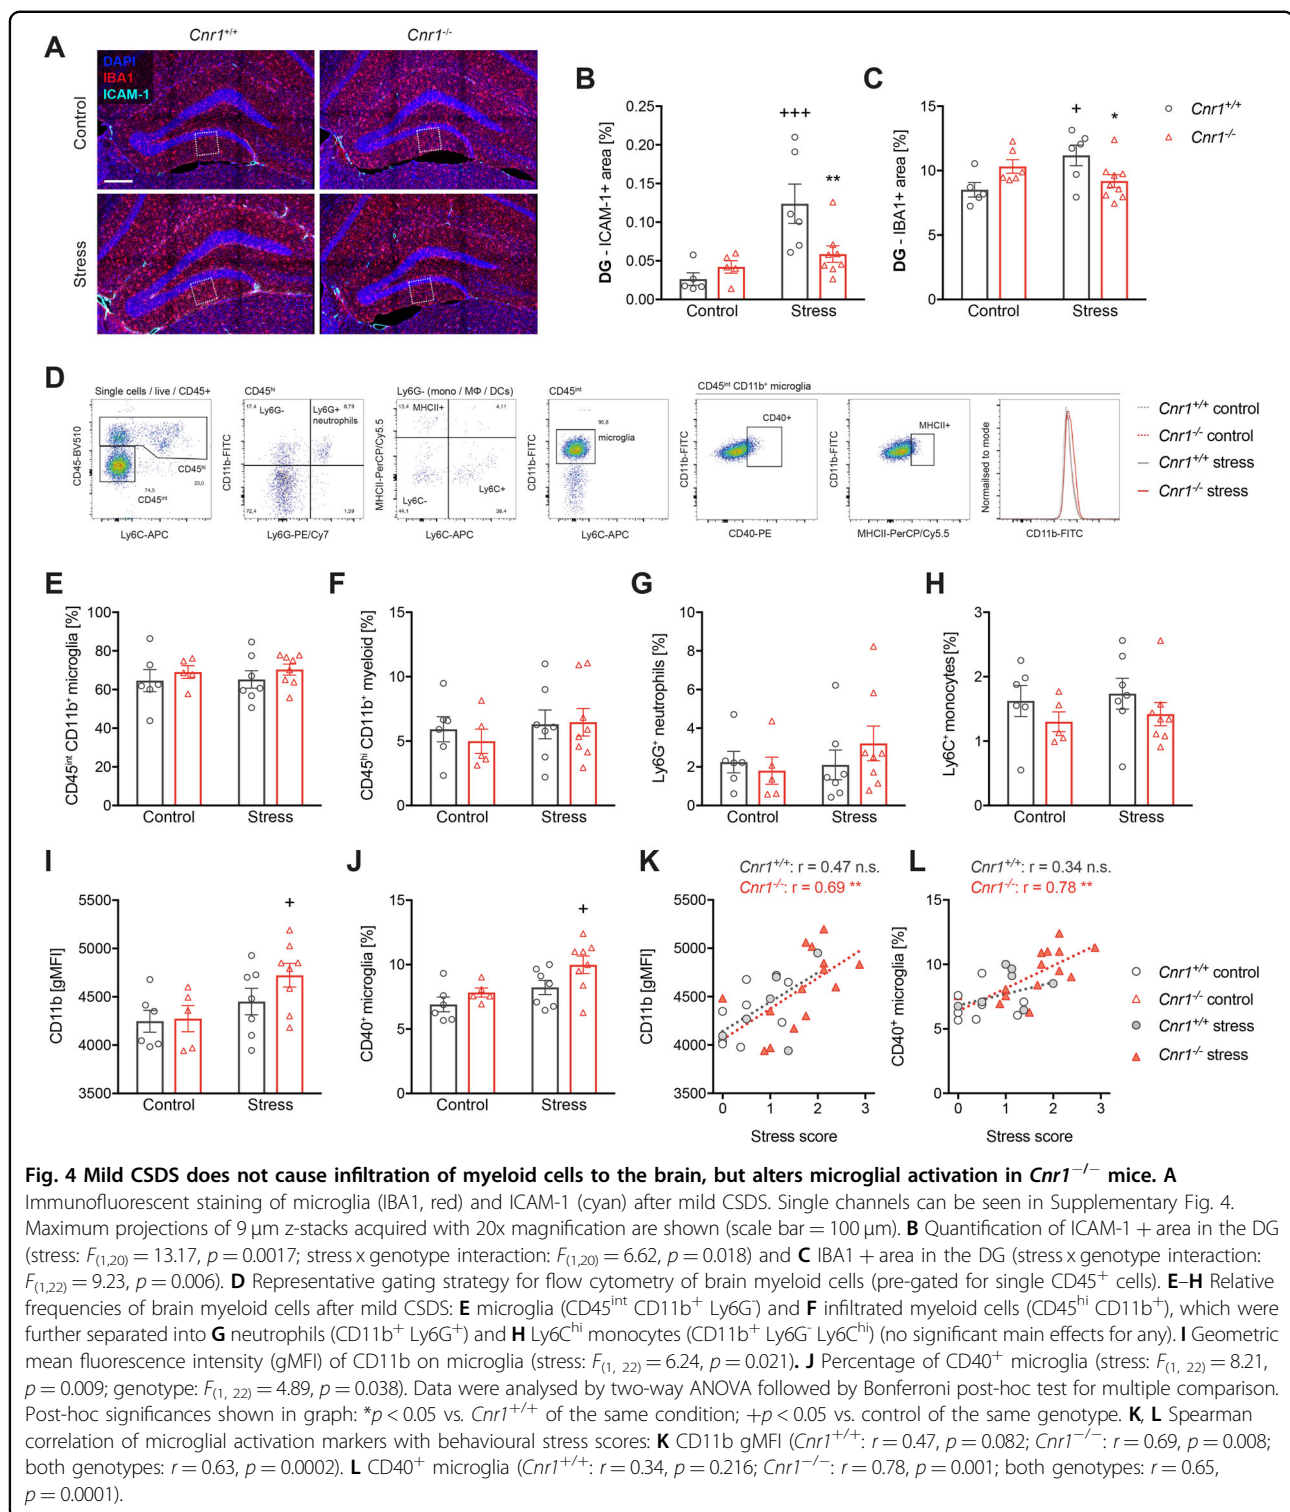 A
Cnr1+/+
Cnr1-/-
DAPI
IBA1
ICAM-1
Control
Stress
B
DG - ICAM-1+ area [%]
0.25
0.20
0.15
0.10
0.05
0.00
+++
**
Control
Stress
C
DG - IBA1+ area [%]
15
10
5
0
+
*
Control
Stress
Cnr1+/+
Cnr1-/-
D
Single cells / live / CD45+
CD45-BV510
CD45hi
23,0
74,5
CD45int
Ly6C-APC
CD45hi
17,4
Ly6G-
Ly6G+
neutrophils
8,79
CD11b-FITC
72,4
1,39
Ly6G-PE/Cy7
Ly6G- (mono / MΦ / DCs)
15,4
MHCII+
4,11
MHCII-PerCP/Cy5.5
Ly6C-
Ly6C+
44,1
38,4
Ly6C-APC
CD45int
90,8
microglia
CD11b-FITC
Ly6C-APC
CD45int CD11b+ microglia
CD40+
CD11b-FITC
CD40-PE
MHCII+
CD11b-FITC
MHCII-PerCP/Cy5.5
Normalised to mode
CD11b-FITC
Cnr1+/+ control
Cnr1-/- control
Cnr1+/+ stress
Cnr1-/- stress
E
CD45int CD11b+ microglia [%]
100
80
60
40
20
0
Control
Stress
F
CD45hi CD11b+ myeloid [%]
15
10
5
0
Control
Stress
G
Ly6G+ neutrophils [%]
10
8
6
4
2
0
Control
Stress
H
Ly6C+ monocytes [%]
3
2
1
0
Control
Stress
I
CD11b [gMFI]
5500
5000
4500
4000
3500
+
Control
Stress
J
CD40+ microglia [%]
15
10
5
0
+
Control
Stress
K
Cnr1+/+: r = 0.47 n.s.
Cnr1-/-: r = 0.69 **
CD11b [gMFI]
5500
5000
4500
4000
3500
0
1
2
3
Stress score
L
Cnr1+/+: r = 0.34 n.s.
Cnr1-/-: r = 0.78 **
CD40+ microglia [%]
15
10
5
0
0
1
2
3
Stress score
Cnr1+/+ control
Cnr1-/- control
Cnr1+/+ stress
Cnr1-/- stress
Fig. 4 Mild CSDS does not cause infiltration of myeloid cells to the brain, but alters microglial activation in Cnr1−/− mice. A
Immunofluorescent staining of microglia (IBA1, red) and ICAM-1 (cyan) after mild CSDS. Single channels can be seen in Supplementary Fig. 4.
Maximum projections of 9 μm z-stacks acquired with 20x magnification are shown (scale bar = 100 μm). B Quantification of ICAM-1 + area in the DG
(stress: F(1,20) = 13.17, p = 0.0017; stress x genotype interaction: F(1,20) = 6.62, p = 0.018) and C IBA1 + area in the DG (stress x genotype interaction:
F(1,22) = 9.23, p = 0.006). D Representative gating strategy for flow cytometry of brain myeloid cells (pre-gated for single CD45+ cells). E–H Relative
frequencies of brain myeloid cells after mild CSDS: E microglia (CD45int CD11b+ Ly6G-) and F infiltrated myeloid cells (CD45hi CD11b+), which were
further separated into G neutrophils (CD11b+ Ly6G+) and H Ly6Chi monocytes (CD11b+ Ly6G- Ly6Chi) (no significant main effects for any). I Geometric
mean fluorescence intensity (gMFI) of CD11b on microglia (stress: F(1, 22) = 6.24, p = 0.021). J Percentage of CD40+ microglia (stress: F(1, 22) = 8.21,
p = 0.009; genotype: F(1, 22) = 4.89, p = 0.038). Data were analysed by two-way ANOVA followed by Bonferroni post-hoc test for multiple comparison.
Post-hoc significances shown in graph: *p < 0.05 vs. Cnr1+/+ of the same condition; +p < 0.05 vs. control of the same genotype. K, L Spearman
correlation of microglial activation markers with behavioural stress scores: K CD11b gMFI (Cnr1+/+: r = 0.47, p = 0.082; Cnr1−/−: r = 0.69, p = 0.008;
both genotypes: r = 0.63, p = 0.0002). L CD40+ microglia (Cnr1+/+: r = 0.34, p = 0.216; Cnr1−/−: r = 0.78, p = 0.001; both genotypes: r = 0.65,
p = 0.0001).